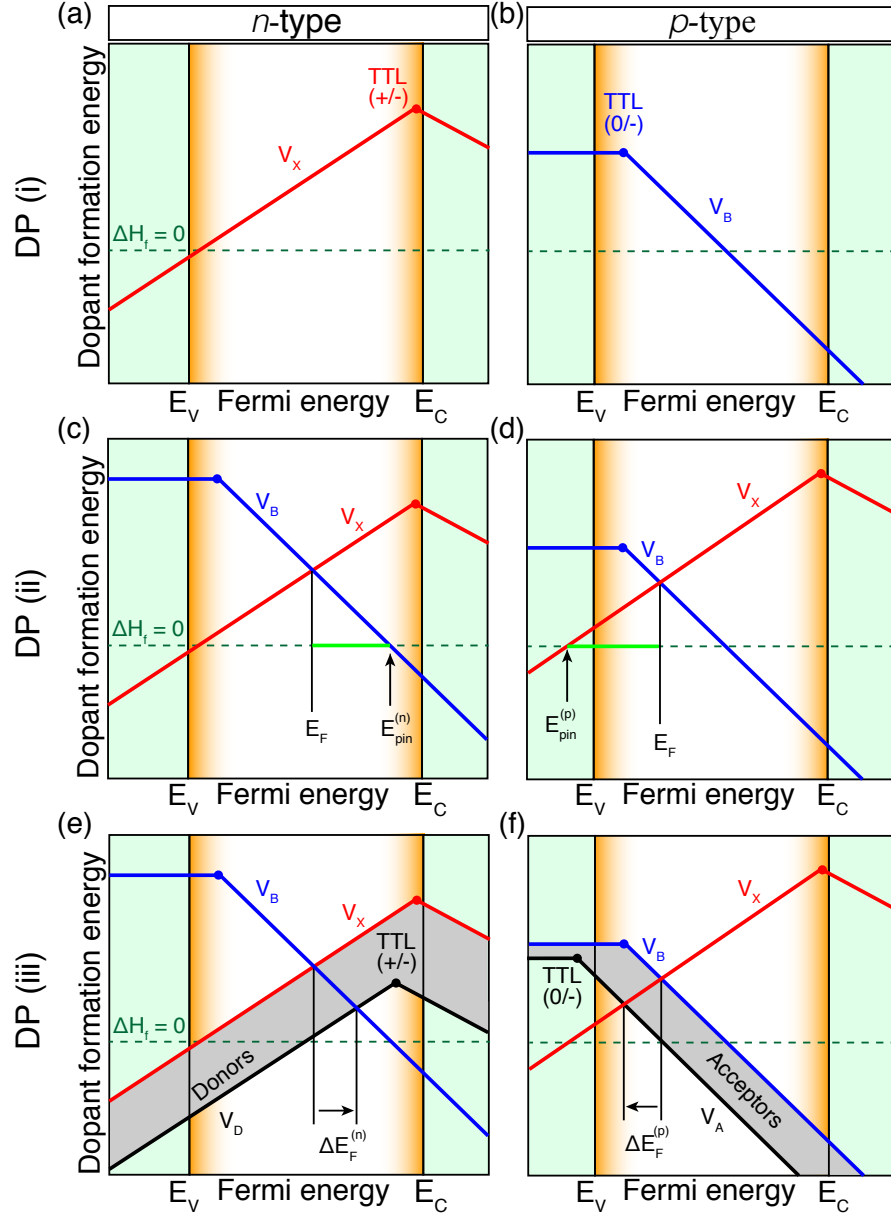 (a) n-type
(b) p-type
DP (i)
Dopant formation energy
TTL
(+/-)
V_X
ΔH_f = 0
E_V Fermi energy E_C
TTL
(0/-)
V_B
E_V Fermi energy E_C
(c)
DP (ii)
Dopant formation energy
V_B
V_X
ΔH_f = 0
E_F
E_pin^(n)
E_V Fermi energy E_C
(d)
V_X
V_B
E_pin^(p)
E_F
E_V Fermi energy E_C
(e)
DP (iii)
Dopant formation energy
V_B
V_X
TTL
(+/-)
ΔH_f = 0
Donors
V_D
ΔE_F^(n)
E_V Fermi energy E_C
(f)
V_X
V_B
TTL
(0/-)
Acceptors
V_A
ΔE_F^(p)
E_V Fermi energy E_C